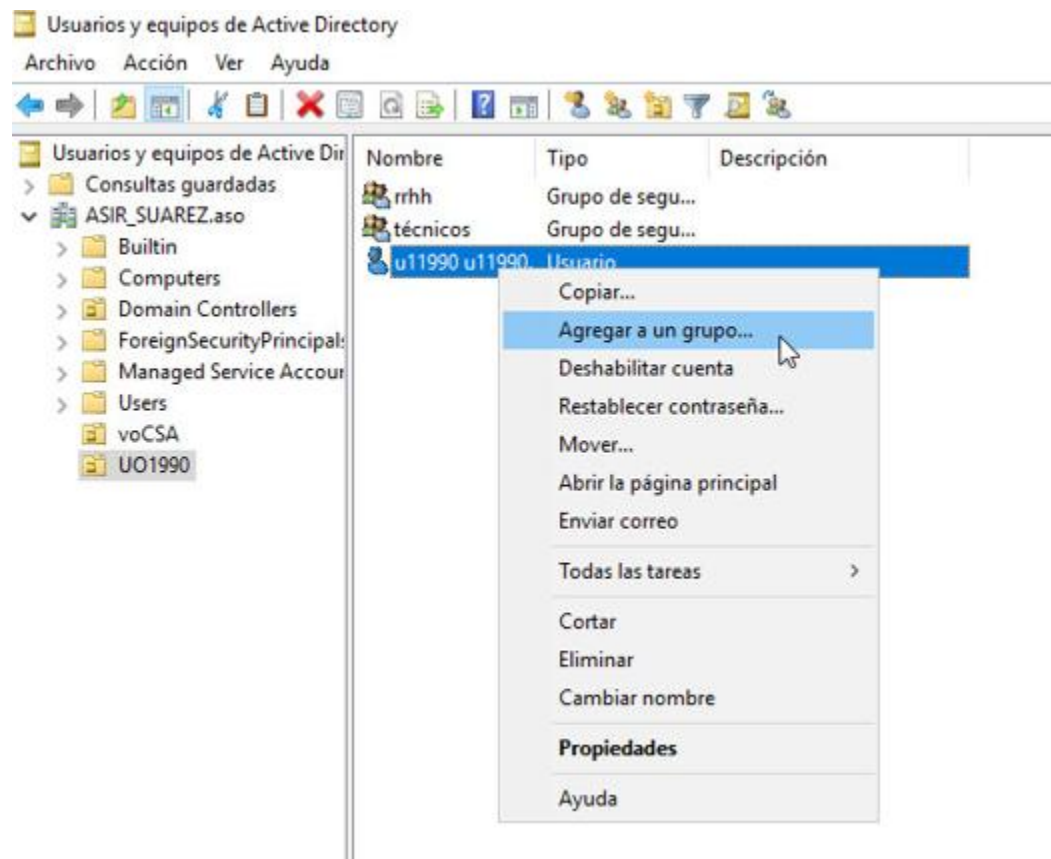 Usuarios y equipos de Active Directory
Archivo Acción Ver Ayuda
Usuarios y equipos de Active Dir
Consultas guardadas
ASIR_SUAREZ.aso
Builtin
Computers
Domain Controllers
ForeignSecurityPrincipals
Managed Service Accour
Users
voCSA
UO1990
Nombre Tipo Descripción
rrhh Grupo de segu...
técnicos Grupo de segu...
u11990 u11990. Usuario
Copiar...
Agregar a un grupo...
Deshabilitar cuenta
Restablecer contraseña...
Mover...
Abrir la página principal
Enviar correo
Todas las tareas
Cortar
Eliminar
Cambiar nombre
Propiedades
Ayuda